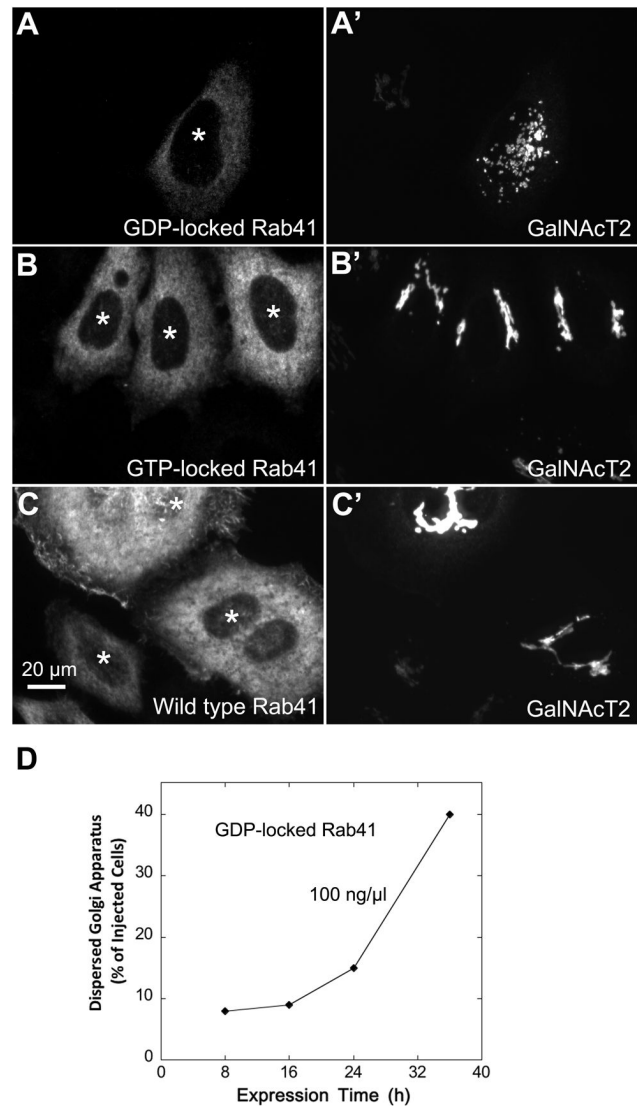 A
*
GDP-locked Rab41
A'
GalNAcT2
B
* * *
GTP-locked Rab41
B'
GalNAcT2
C
*
*
*
20 µm
Wild type Rab41
C'
GalNAcT2
D
Dispersed Golgi Apparatus
(% of Injected Cells)
40
30
20
10
0
GDP-locked Rab41
100 ng/µl
0 8 16 24 32 40
Expression Time (h)